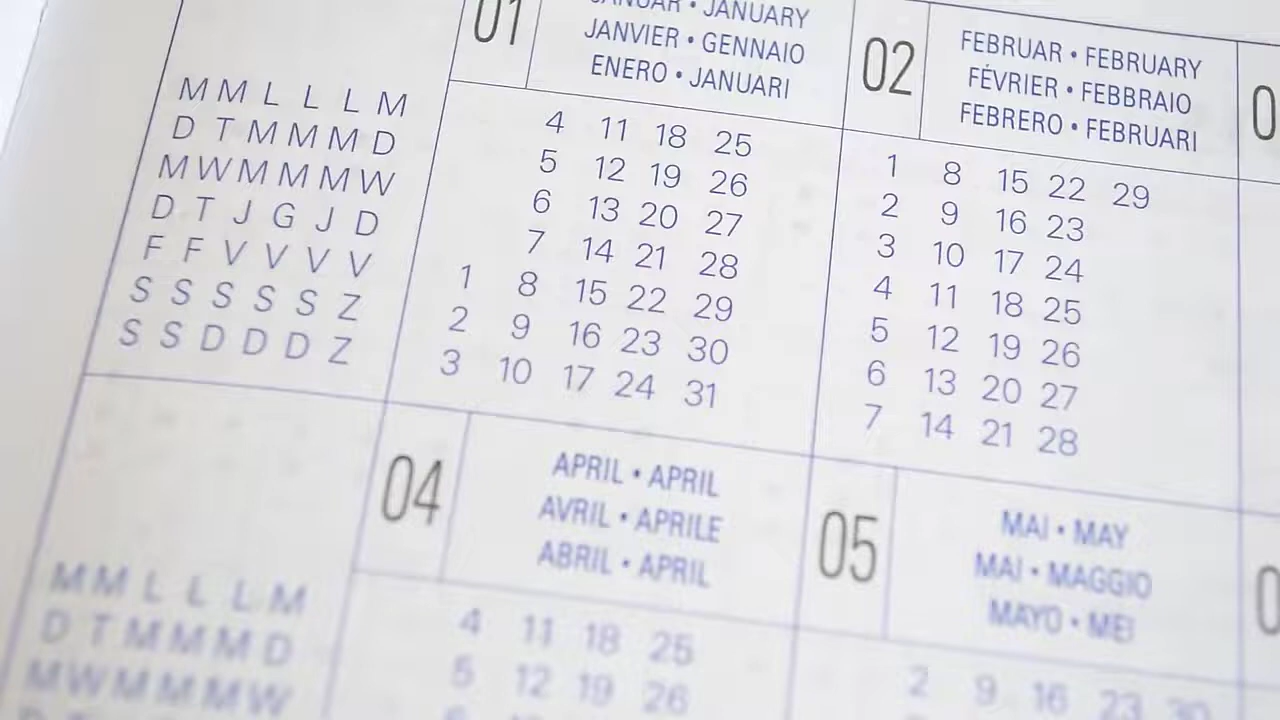 01
JANUAR • JANUARY
JANVIER • GENNAIO
ENERO • JANUARI
02
FEBRUAR • FEBRUARY
FÉVRIER • FEBBRAIO
FEBRERO • FEBRUARI
0
M M L L L M
D T M M M D
M W M M M W
D T J G J D
F F V V V V
S S S S S Z
S S D D D Z
4 11 18 25
5 12 19 26
6 13 20 27
7 14 21 28
1 8 15 22 29
2 9 16 23 30
3 10 17 24 31
1 8 15 22 29
2 9 16 23
3 10 17 24
4 11 18 25
5 12 19 26
6 13 20 27
7 14 21 28
04
APRIL • APRIL
AVRIL • APRILE
ABRIL • APRIL
05
MAI • MAY
MAI • MAGGIO
MAYO • MEI
0
M M L L L M
D T M M M D
M W M M M W
4 11 18 25
5 12 19 26
2 9 16 23 30